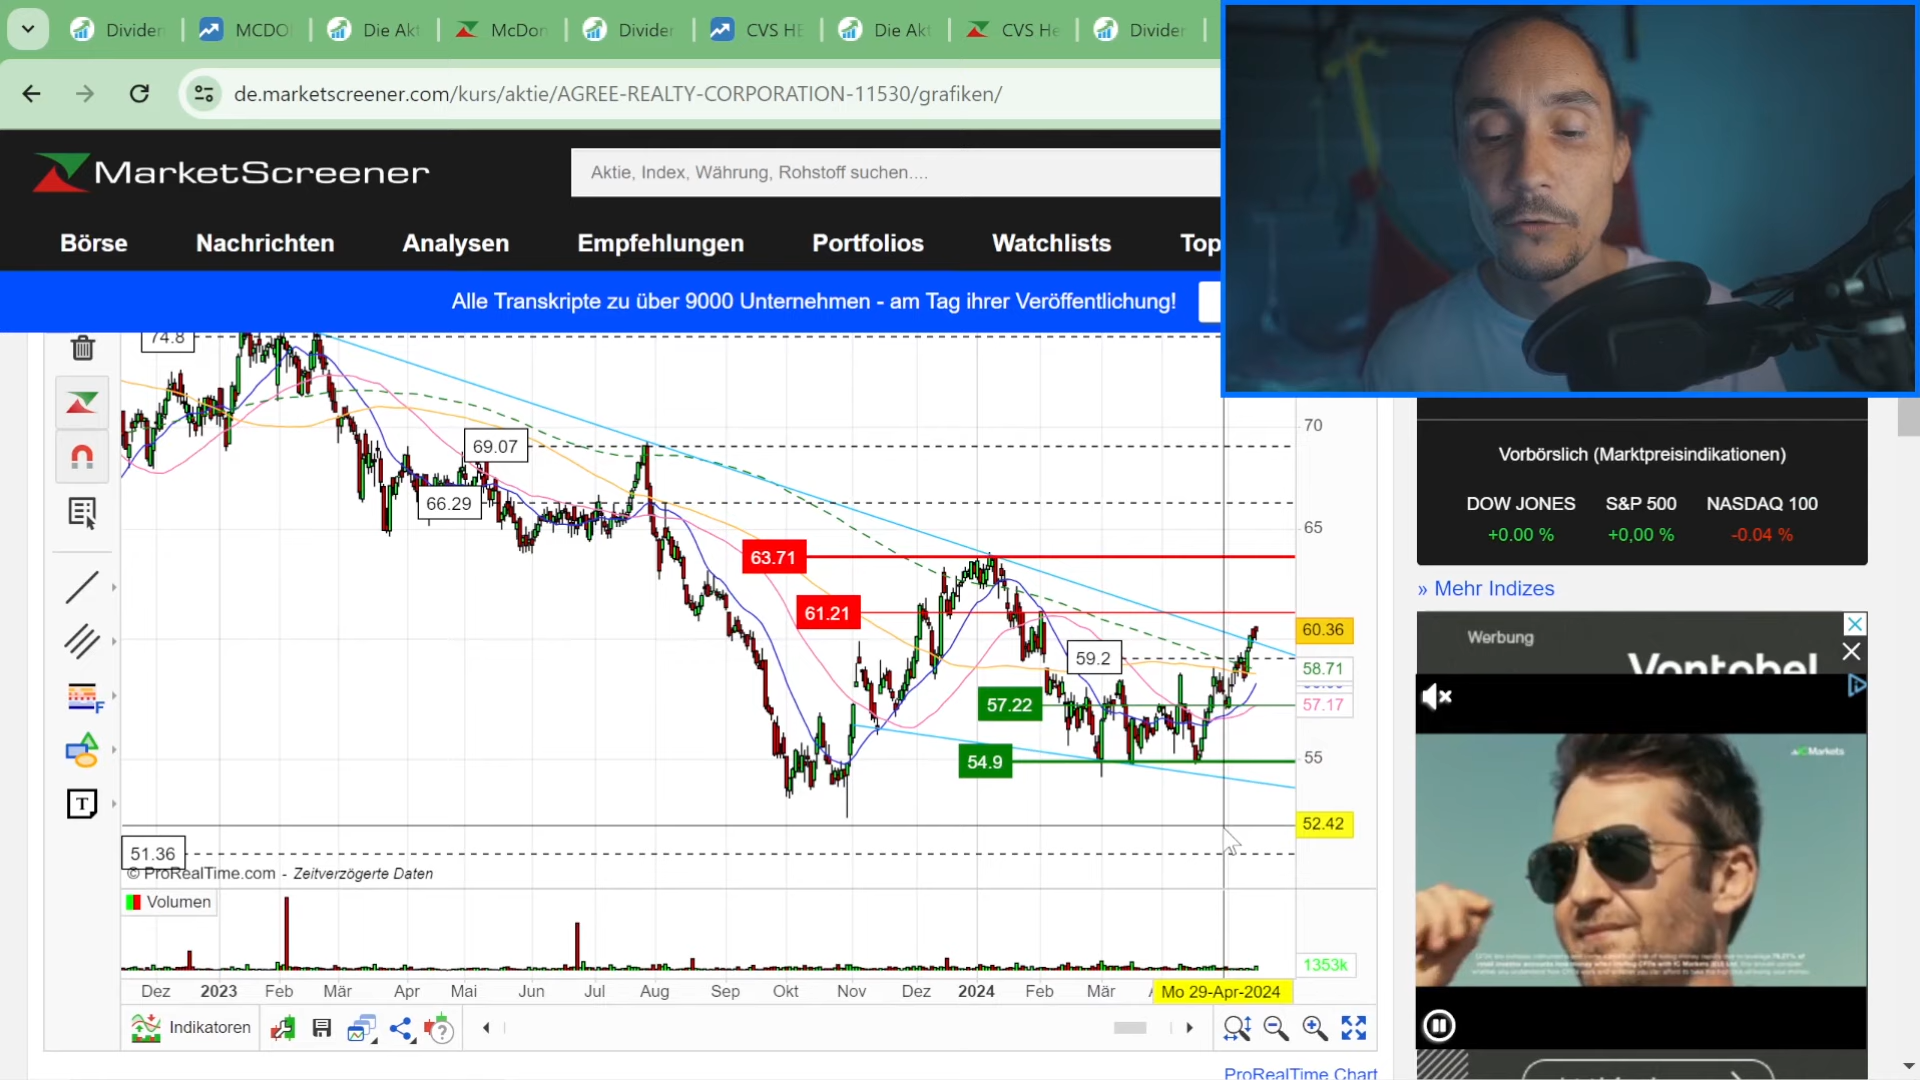 Divider
MCDO
Die Akt
McDon
Divider
CVS HE
Die Akt
CVS He
Divider
de.marketscreener.com/kurs/aktie/AGREE-REALTY-CORPORATION-11530/grafiken/
MarketScreener
Aktie, Index, Währung, Rohstoff suchen....
Börse
Nachrichten
Analysen
Empfehlungen
Portfolios
Watchlists
Top
Alle Transkripte zu über 9000 Unternehmen - am Tag ihrer Veröffentlichung!
74.8
69.07
66.29
63.71
61.21
59.2
57.22
54.9
51.36
70
65
60.36
58.71
57.17
55
52.42
© ProRealTime.com - Zeitverzögerte Daten
Volumen
1353k
Dez 2023 Feb Mär Apr Mai Jun Jul Aug Sep Okt Nov Dez 2024 Feb Mär Mo 29-Apr-2024
Indikatoren
F
T
?
ProRealTime Chart
Vorbörslich (Marktpreisindikationen)
DOW JONES S&P 500 NASDAQ 100
+0.00 % +0,00 % -0.04 %
» Mehr Indizes
Werbung
Vontobel
IC Markets